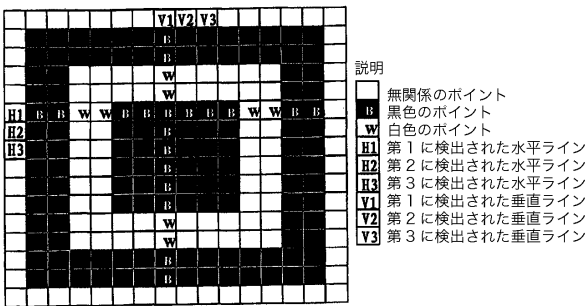 V1 V2 V3
B
B
W
W
H1 B B W W B B B B B B W W B B
H2 B
H3 B
B
B
B
W
W
B
B
説明
無関係のポイント
B 黒色のポイント
W 白色のポイント
H1 第1に検出された水平ライン
H2 第2に検出された水平ライン
H3 第3に検出された水平ライン
V1 第1に検出された垂直ライン
V2 第2に検出された垂直ライン
V3 第3に検出された垂直ライン